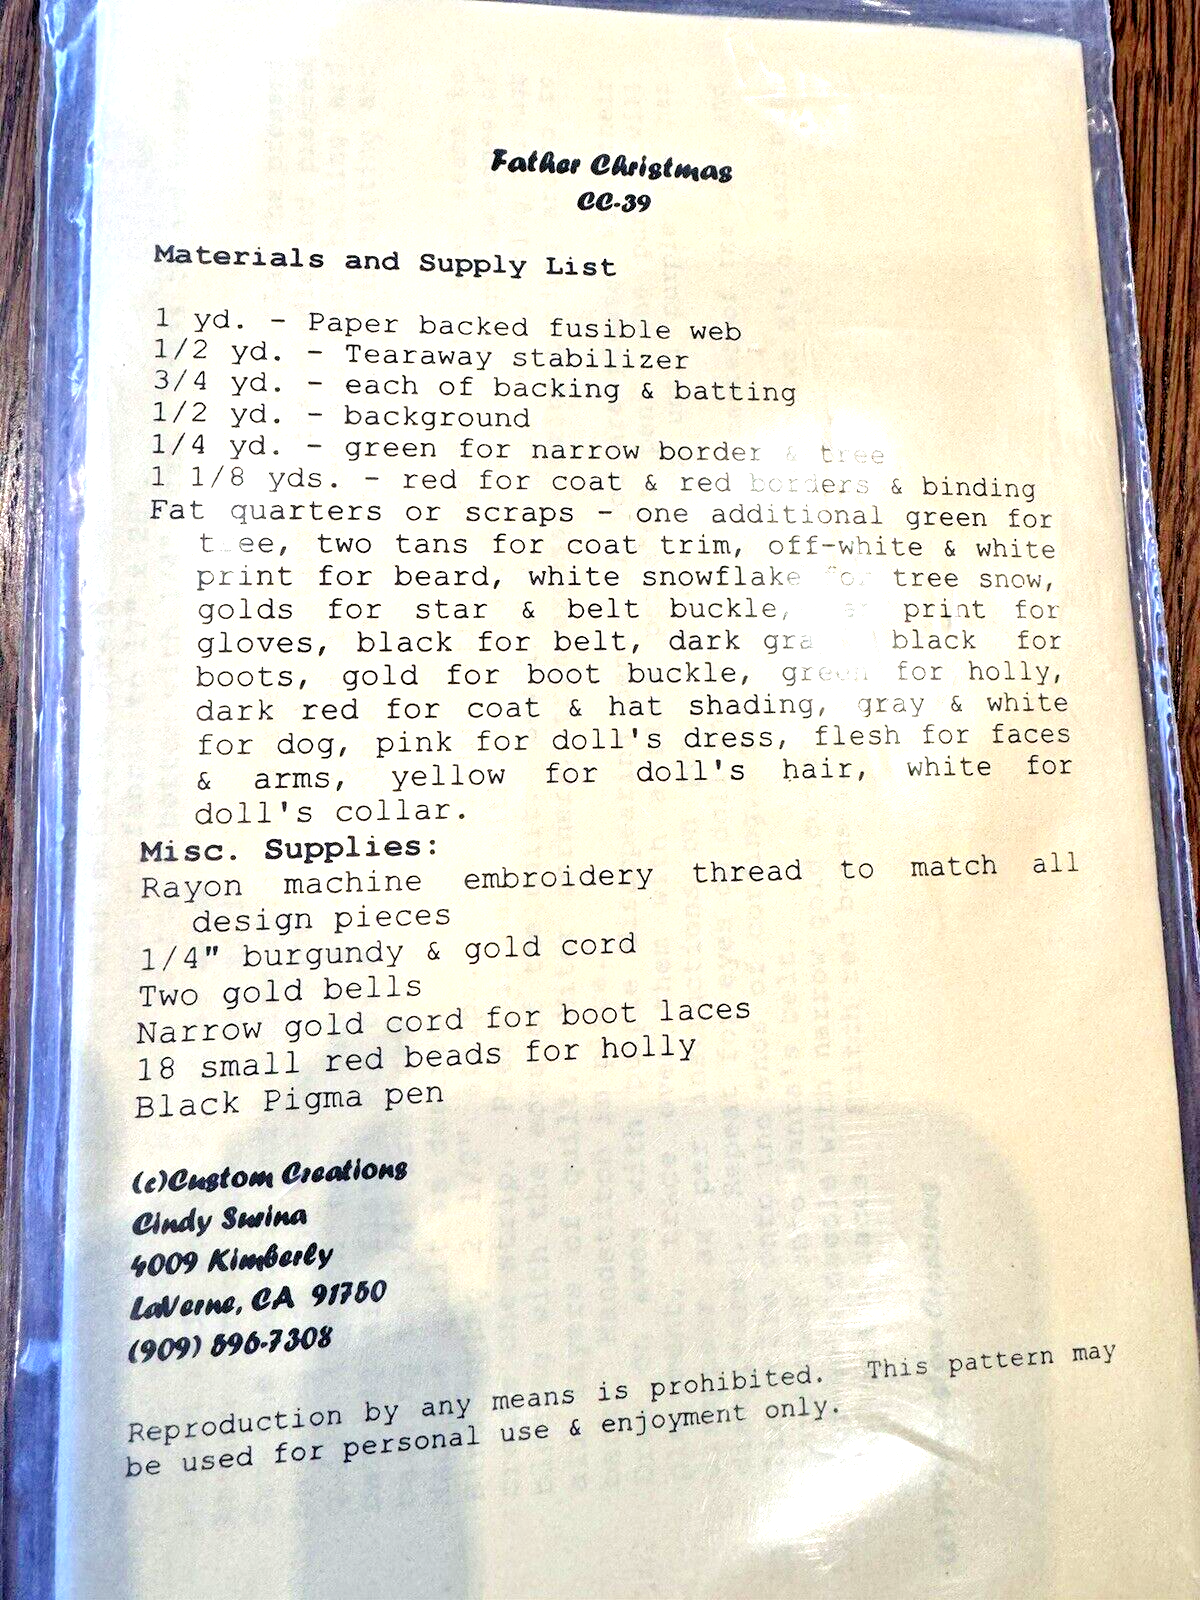 Father Christmas
CC-39
Materials and Supply List
1 yd. - Paper backed fusible web
1/2 yd. - Tearaway stabilizer
3/4 yd. - each of backing & batting
1/2 yd. - background
1/4 yd. - green for narrow border & tree
1 1/8 yds. - red for coat & red borders & binding
Fat quarters or scraps - one additional green for
tree, two tans for coat trim, off-white & white
print for beard, white snowflake for tree snow,
golds for star & belt buckle, print for
gloves, black for belt, dark black for
boots, gold for boot buckle, green for holly,
dark red for coat & hat shading, gray & white
for dog, pink for doll's dress, flesh for faces
& arms, yellow for doll's hair, white for
doll's collar.
Misc. Supplies:
Rayon machine embroidery thread to match all
design pieces
1/4" burgundy & gold cord
Two gold bells
Narrow gold cord for boot laces
18 small red beads for holly
Black Pigma pen
(c)Custom Creations
Cindy Swina
4009 Kimberly
LaVerne, CA 91750
(909) 596-7308
Reproduction by any means is prohibited. This pattern may
be used for personal use & enjoyment only.